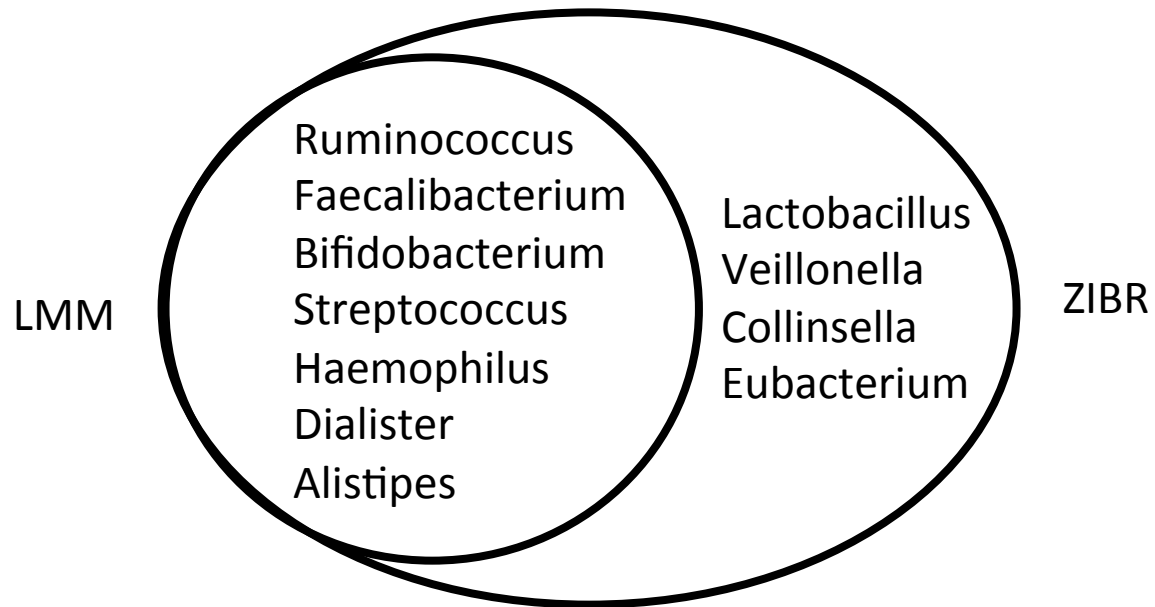 LMM
Ruminococcus
Faecalibacterium
Bifidobacterium
Streptococcus
Haemophilus
Dialister
Alistipes
Lactobacillus
Veillonella
Collinsella
Eubacterium
ZIBR